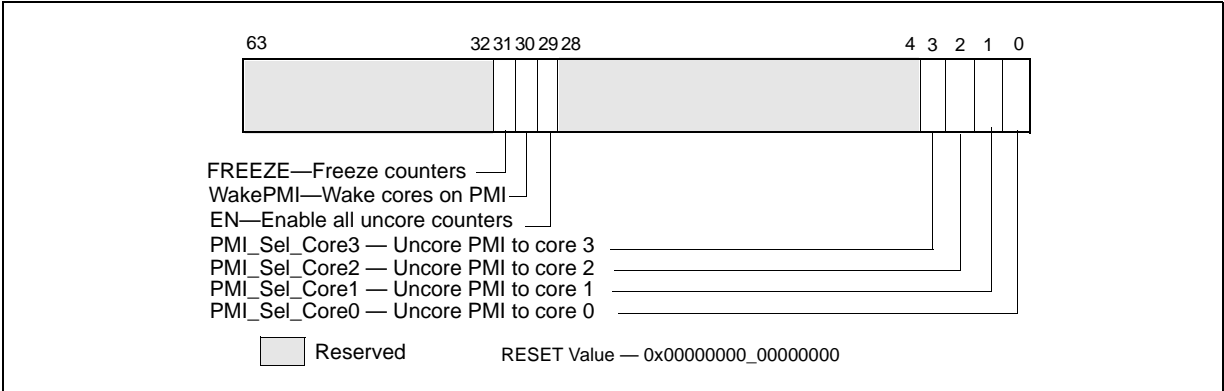 63 32 31 30 29 28 4 3 2 1 0
FREEZE—Freeze counters
WakePMI—Wake cores on PMI
EN—Enable all uncore counters
PMI_Sel_Core3 — Uncore PMI to core 3
PMI_Sel_Core2 — Uncore PMI to core 2
PMI_Sel_Core1 — Uncore PMI to core 1
PMI_Sel_Core0 — Uncore PMI to core 0
Reserved RESET Value — 0x00000000_00000000